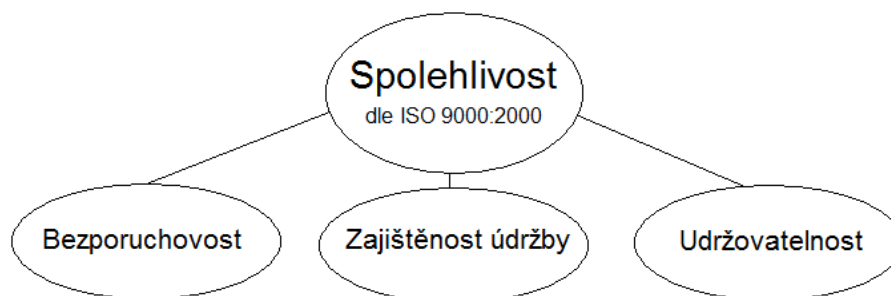 Spolehlivost
dle ISO 9000:2000
Bezporuchovost
Zajištěnost údržby
Udržovatelnost